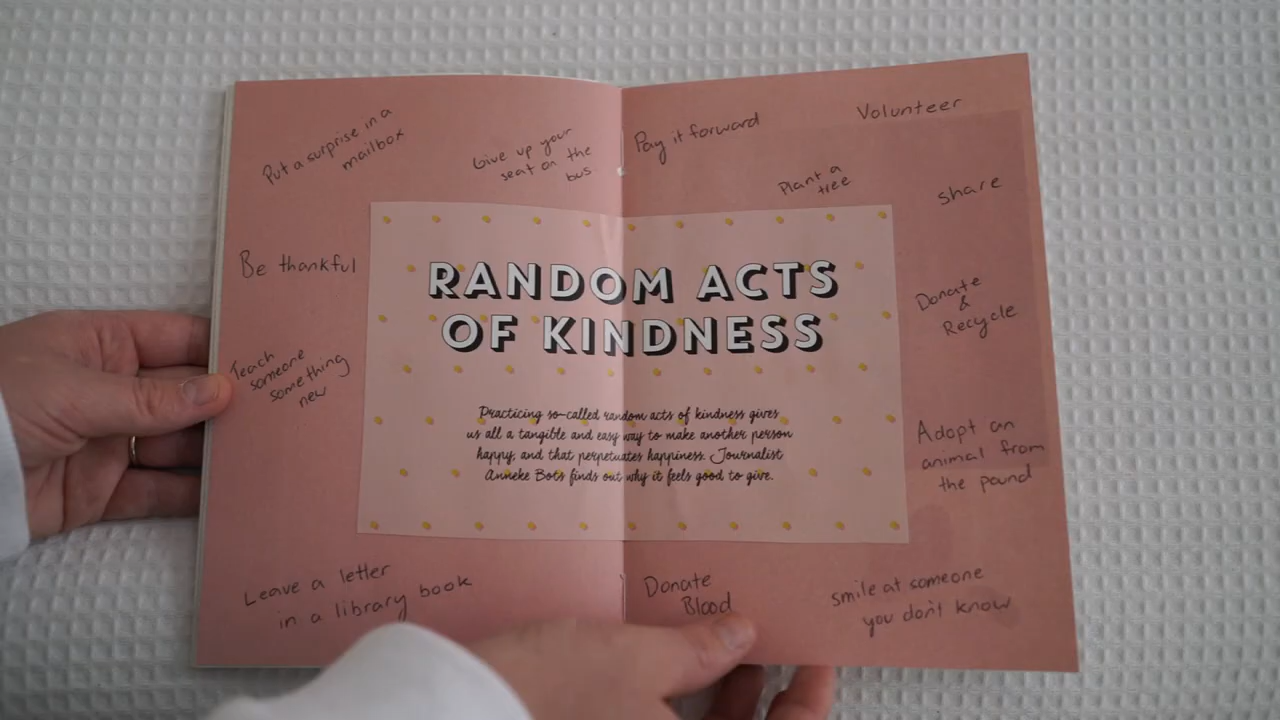 Put a surprise in a
mailbox
Give up your
seat on the
bus
Be thankful
Teach
someone
something
new
Leave a letter
in a library book
Pay it forward
Volunteer
Plant a
tree
share
Donate
&
Recycle
Adopt an
animal from
the pound
Donate
Blood
smile at someone
you don't know
RANDOM ACTS
OF KINDNESS
Practicing so-called random acts of kindness gives
us all a tangible and easy way to make another person
happy, and that perpetuates happiness. Journalist
Anneke Bots finds out why it feels good to give.